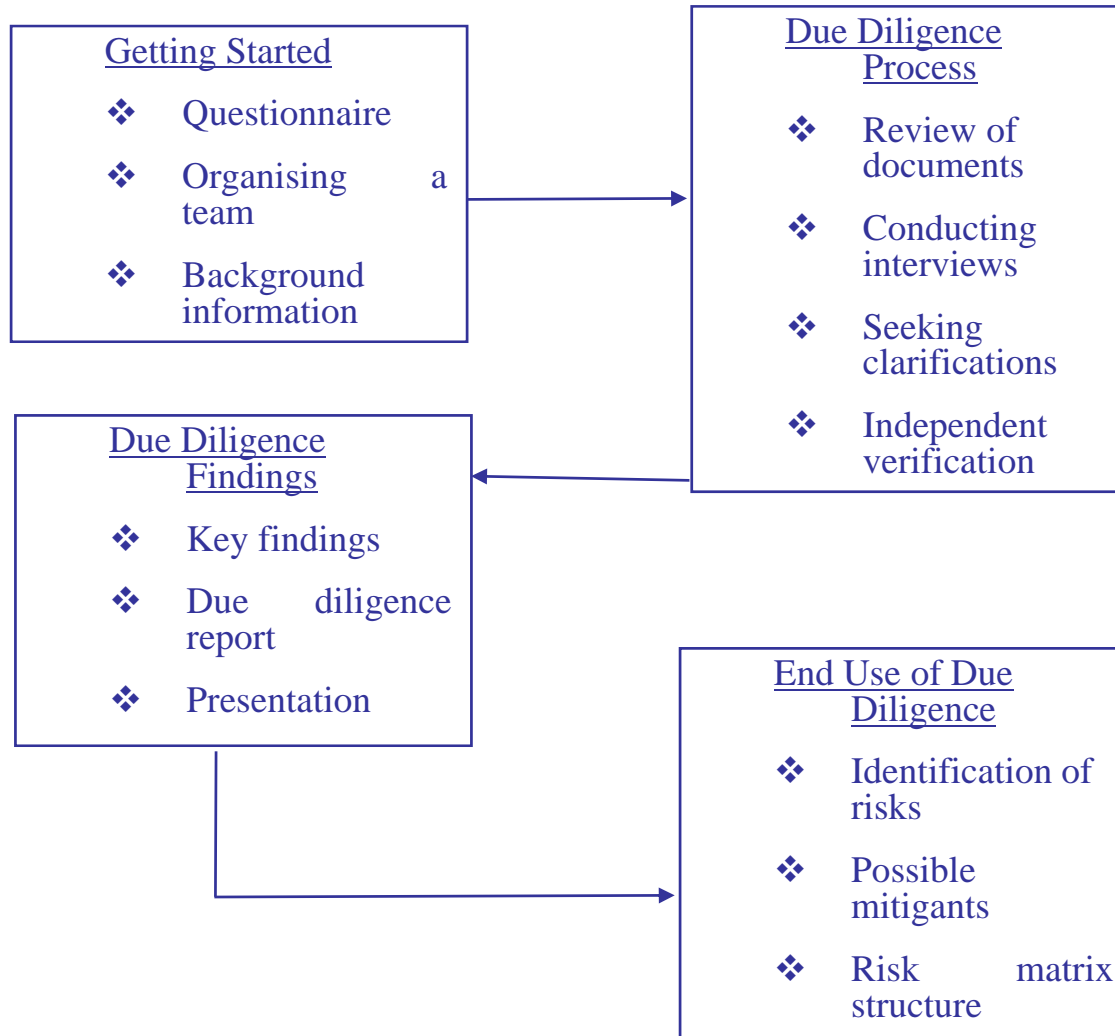 Getting Started
❖ Questionnaire
❖ Organising a
team
❖ Background
information
Due Diligence
Process
❖ Review of
documents
❖ Conducting
interviews
❖ Seeking
clarifications
❖ Independent
verification
Due Diligence
Findings
❖ Key findings
❖ Due diligence
report
❖ Presentation
End Use of Due
Diligence
❖ Identification of
risks
❖ Possible
mitigants
❖ Risk matrix
structure